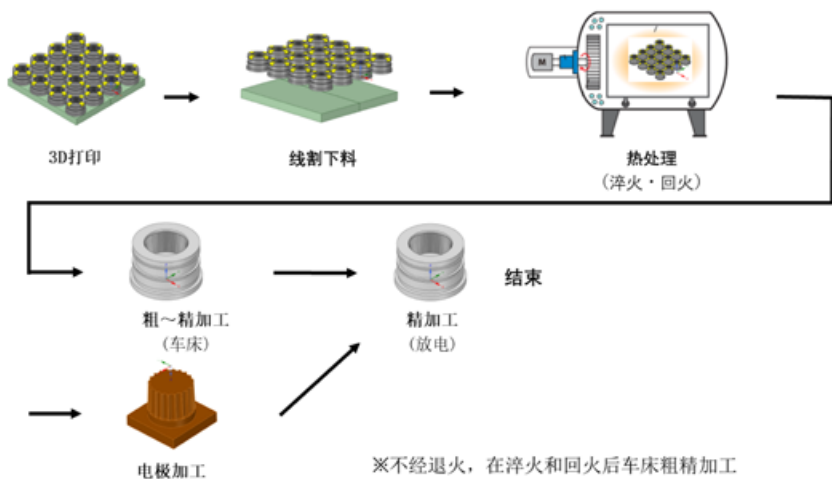 M
3D打印
线割下料
热处理
(淬火·回火)
粗～精加工
(车床)
精加工
(放电)
结束
电极加工
※不经退火，在淬火和回火后车床粗精加工